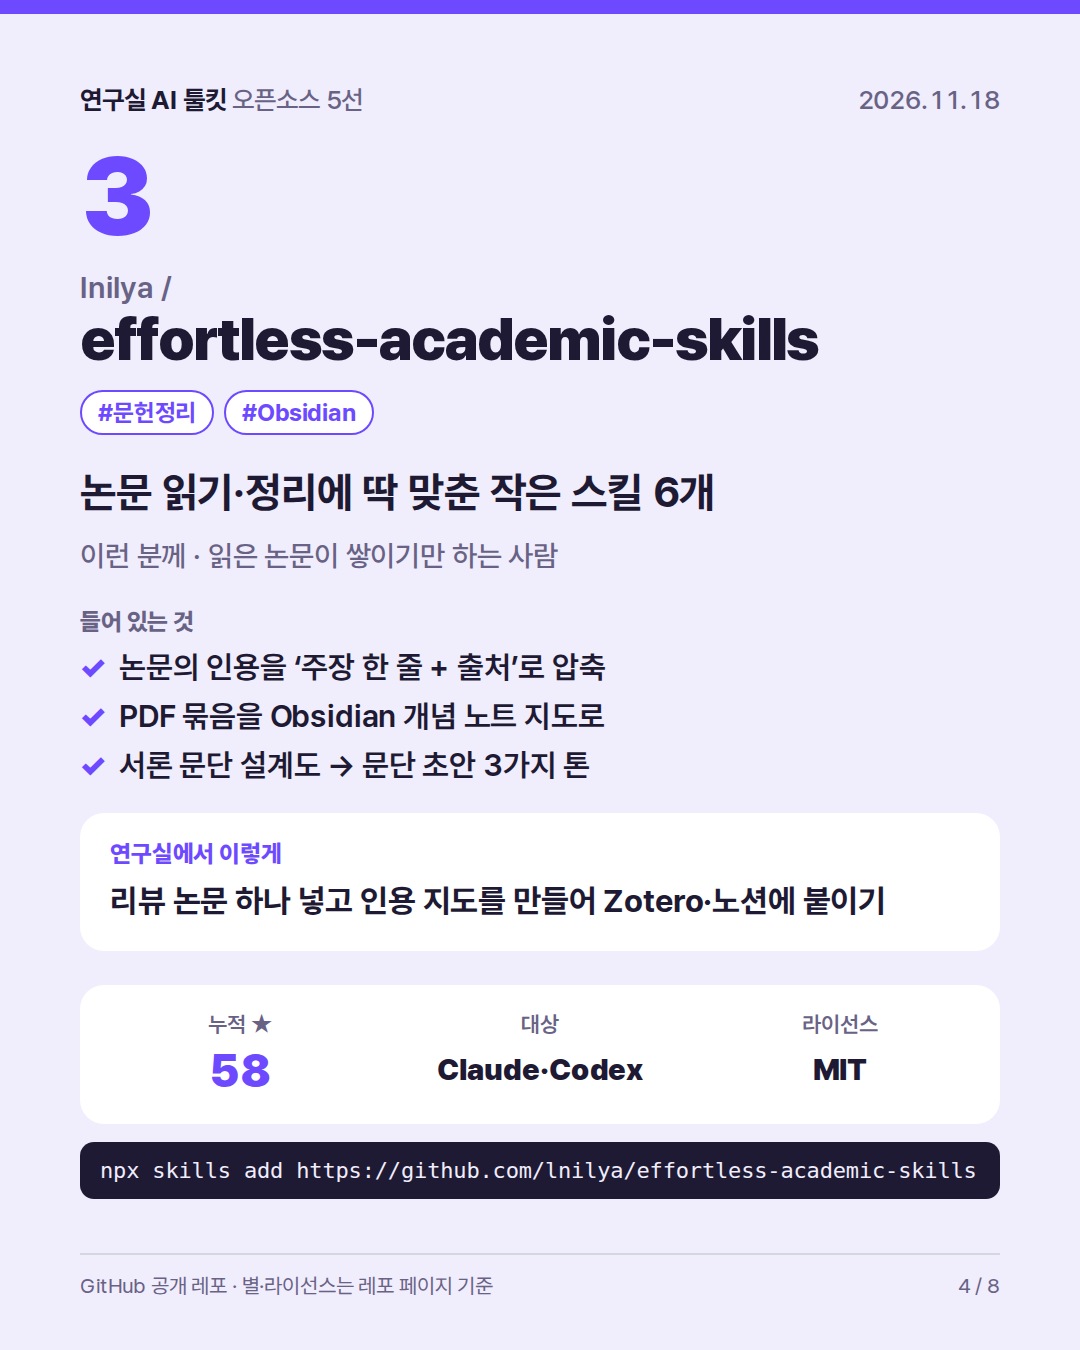 연구실 AI 툴킷 오픈소스 5선
2026.11.18
3
lnilya /
effortless-academic-skills
#문헌정리 #Obsidian
논문 읽기·정리에 딱 맞춘 작은 스킬 6개
이런 분께 · 읽은 논문이 쌓이기만 하는 사람
들어 있는 것
✓ 논문의 인용을 ‘주장 한 줄 + 출처’로 압축
✓ PDF 묶음을 Obsidian 개념 노트 지도로
✓ 서론 문단 설계도 → 문단 초안 3가지 톤
연구실에서 이렇게
리뷰 논문 하나 넣고 인용 지도를 만들어 Zotero·노션에 붙이기
누적 ★
58
대상
Claude·Codex
라이선스
MIT
npx skills add https://github.com/lnilya/effortless-academic-skills
GitHub 공개 레포 · 별·라이선스는 레포 페이지 기준
4 / 8